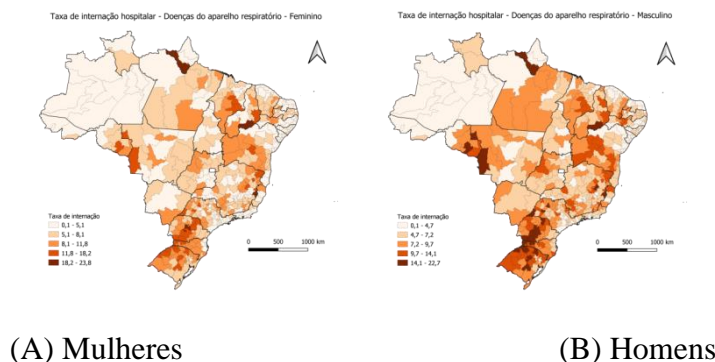 Taxa de internação hospitalar - Doenças do aparelho respiratório - Feminino
Taxa de internação
0,1 - 5,1
5,1 - 8,1
8,1 - 11,8
11,8 - 18,2
18,2 - 23,8
0 500 1000 km
Taxa de internação hospitalar - Doenças do aparelho respiratório - Masculino
Taxa de internação
0,1 - 4,7
4,7 - 7,2
7,2 - 9,7
9,7 - 14,1
14,1 - 22,7
0 500 1000 km
(A) Mulheres
(B) Homens